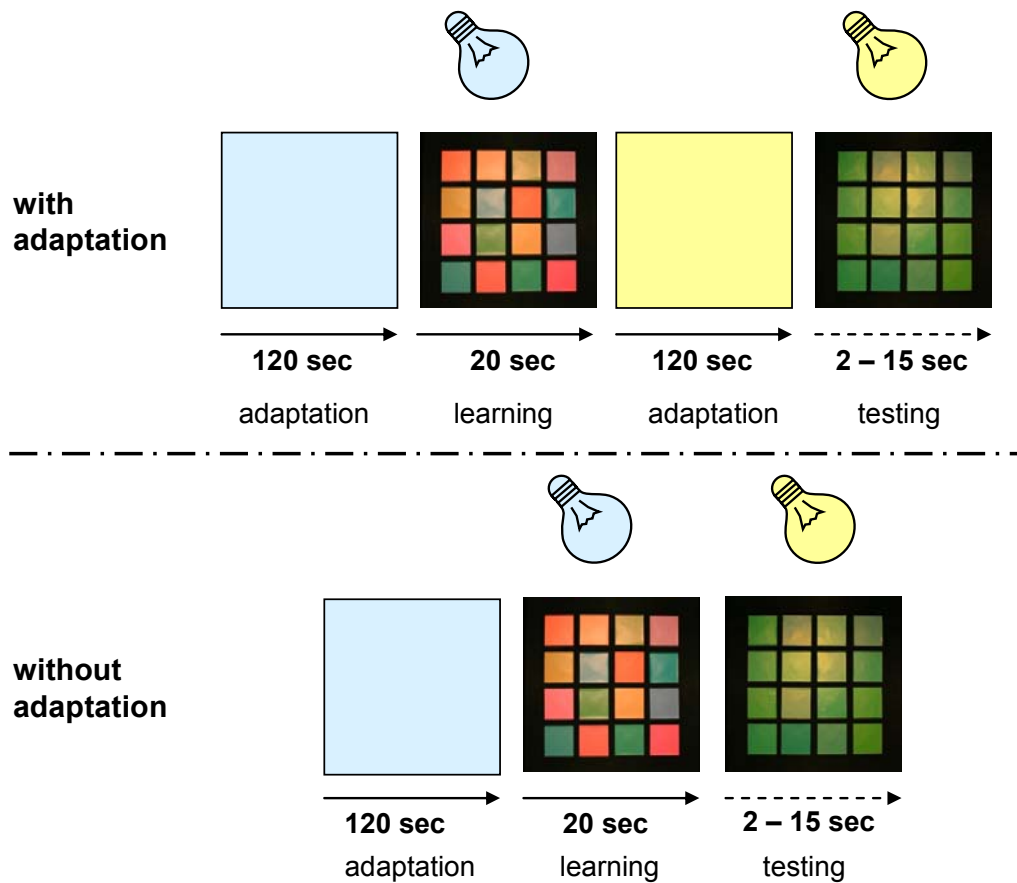 with
adaptation
120 sec
20 sec
120 sec
2 – 15 sec
adaptation
learning
adaptation
testing
without
adaptation
120 sec
20 sec
2 – 15 sec
adaptation
learning
testing